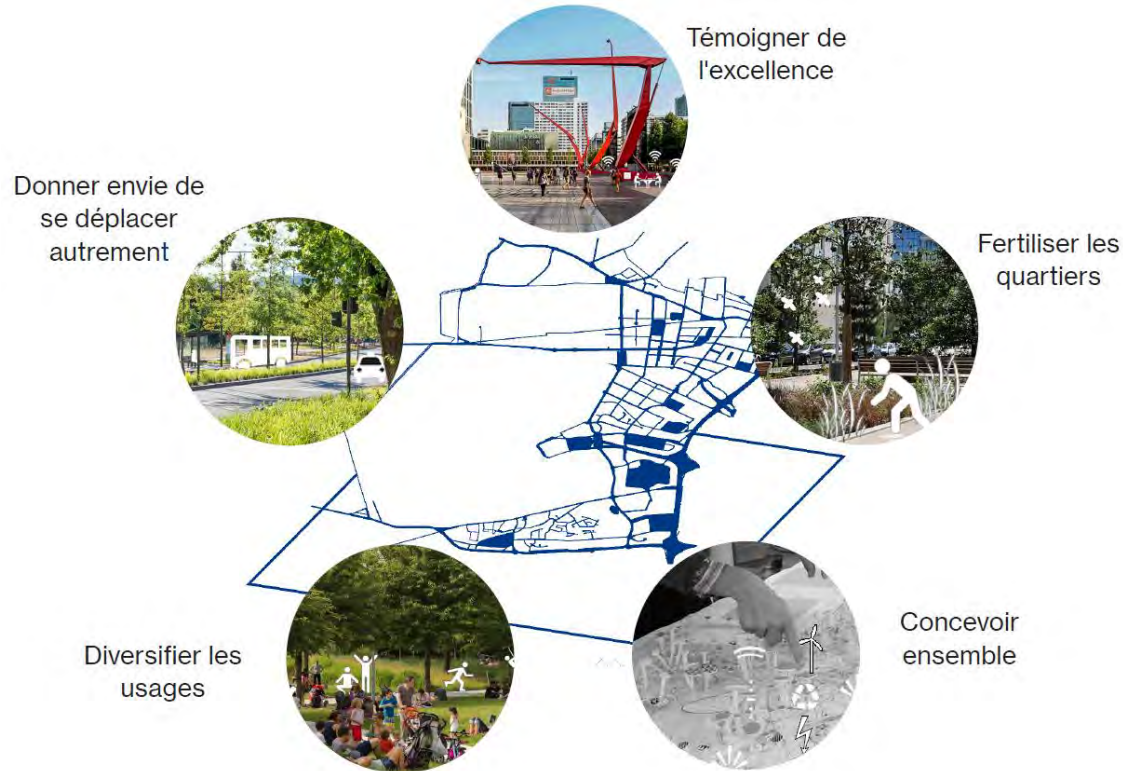 Témoigner de
l'excellence
Donner envie de
se déplacer
autrement
Fertiliser les
quartiers
Diversifier les
usages
Concevoir
ensemble